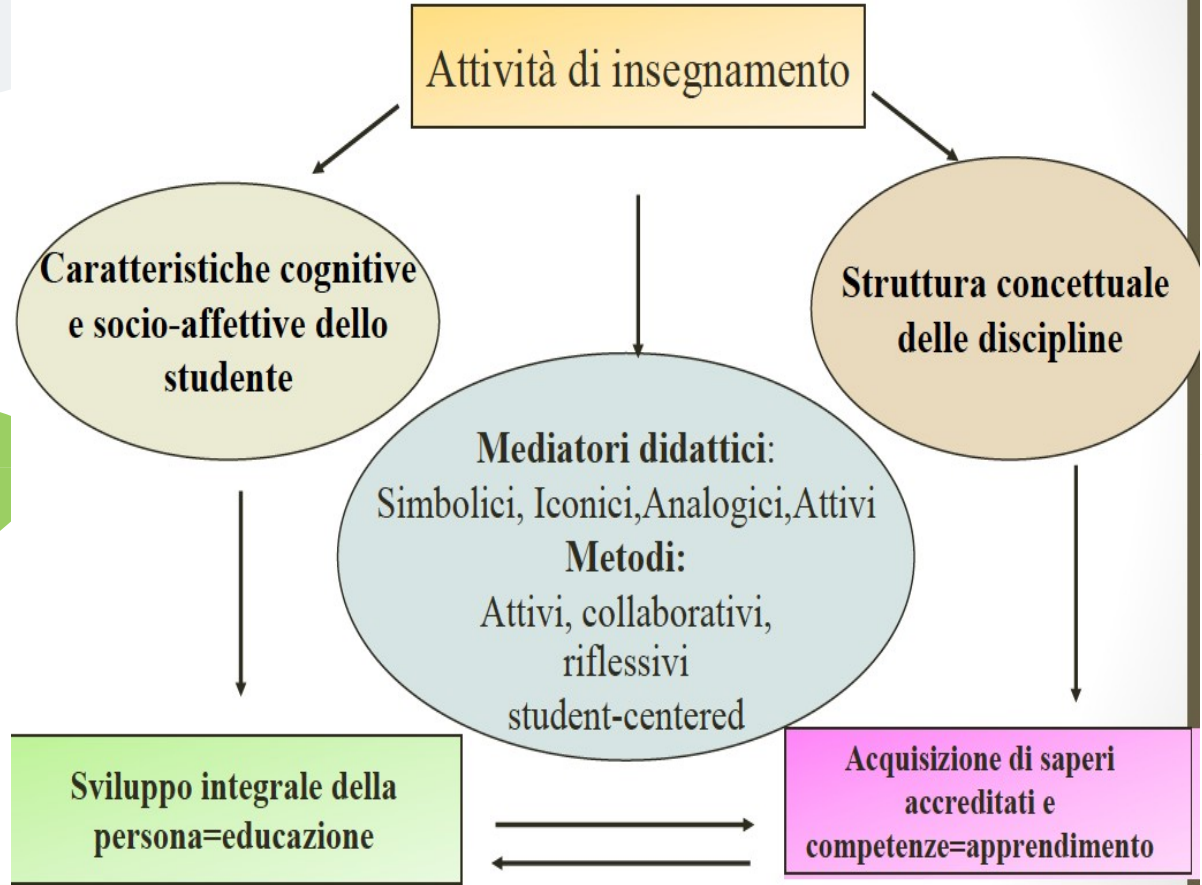 Attività di insegnamento
Caratteristiche cognitive
e socio-affettive dello
studente
Struttura concettuale
delle discipline
Mediatori didattici:
Simbolici, Iconici,Analogici,Attivi
Metodi:
Attivi, collaborativi,
riflessivi
student-centered
Sviluppo integrale della
persona=educazione
Acquisizione di saperi
accreditati e
competenze=apprendimento